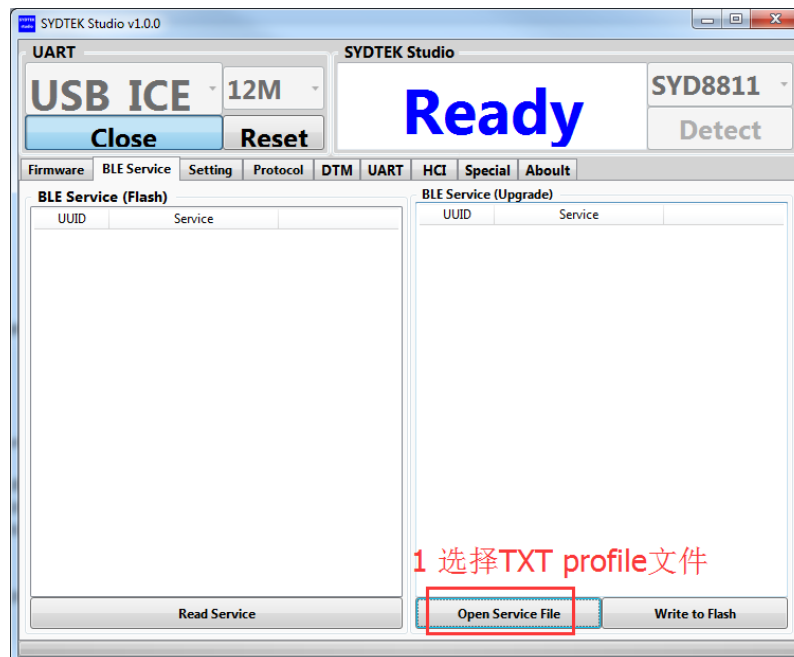 SYDTEK Studio v1.0.0
UART
SYDTEK Studio
USB ICE
12M
Ready
SYD8811
Close
Reset
Detect
Firmware BLE Service Setting Protocol DTM UART HCI Special Aboult
BLE Service (Flash)
BLE Service (Upgrade)
UUID Service
UUID Service
1 选择TXT profile文件
Read Service
Open Service File
Write to Flash